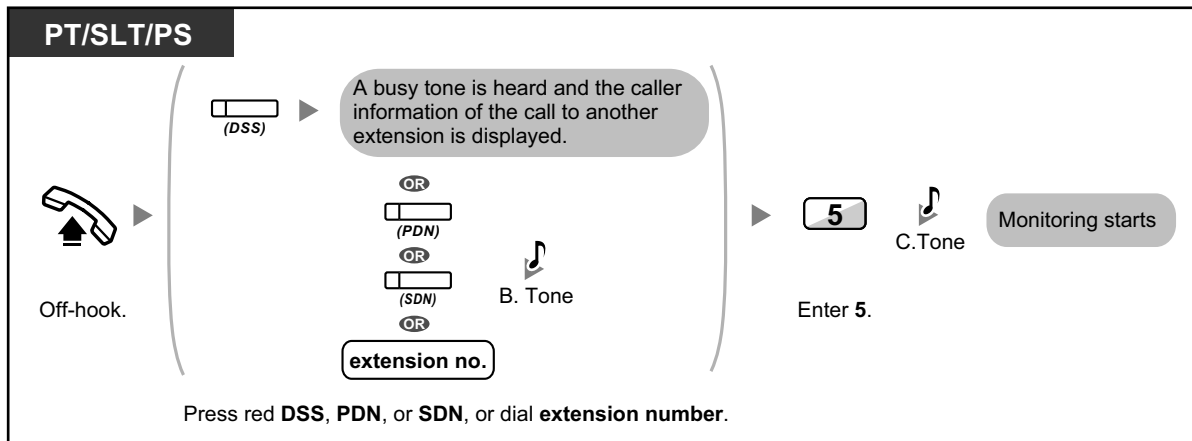 PT/SLT/PS
A busy tone is heard and the caller
information of the call to another
extension is displayed.
(DSS)
OR
(PDN)
OR
(SDN)
B. Tone
OR
extension no.
Off-hook.
Press red DSS, PDN, or SDN, or dial extension number.
5
C.Tone
Monitoring starts
Enter 5.